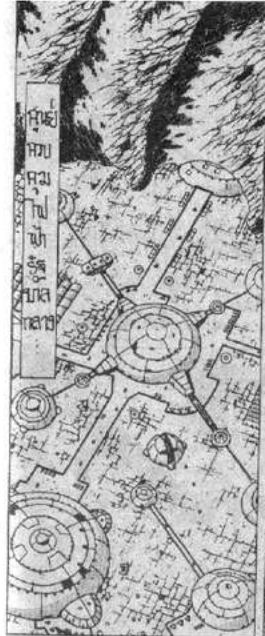 ศูนย์
ควบ
คุม
ไฟ
ฟ้า
รัฐ
บาล
กลาง